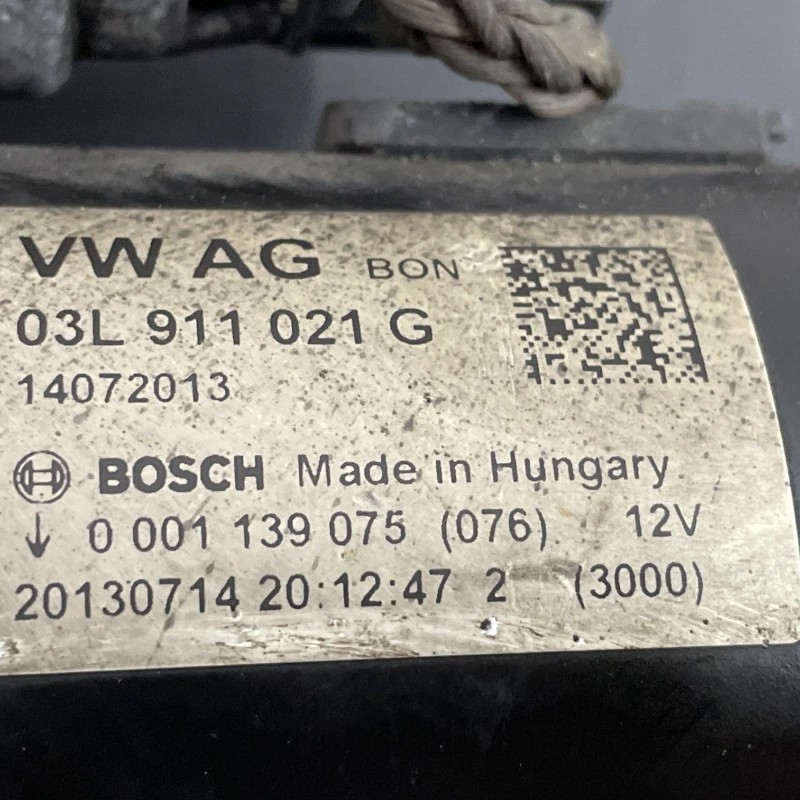 VW AG BON
03L 911 021 G
14072013
BOSCH Made in Hungary
0 001 139 075 (076) 12V
20130714 20:12:47 2 (3000)